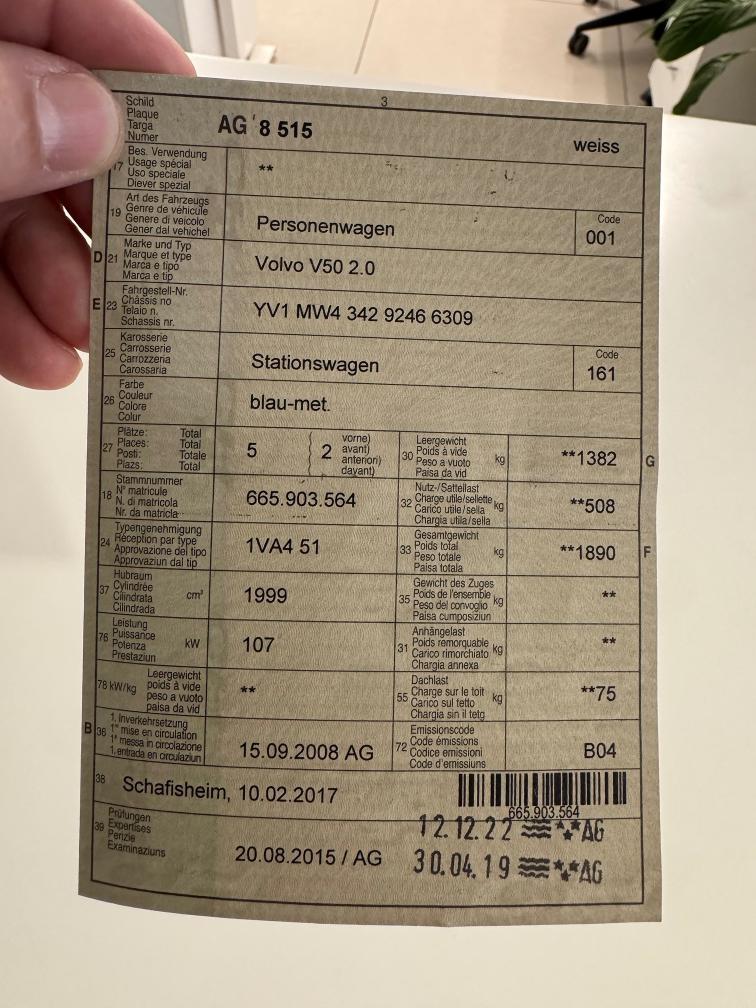 3
Schild
Plaque
Targa
Numer
AG 8 515
weiss
17
Bes. Verwendung
Usage spécial
Uso speciale
Diever spezial
**
19
Art des Fahrzeugs
Genre de véhicule
Genere di veicolo
Gener dal vehichel
Personenwagen
Code
001
D 21
Marke und Typ
Marque et type
Marca e tipo
Marca e tip
Volvo V50 2.0
E 23
Fahrgestell-Nr.
Châssis no
Telaio n.
Schassis nr.
YV1 MW4 342 9246 6309
25
Karosserie
Carrosserie
Carrozzeria
Carossaria
Stationswagen
Code
161
26
Farbe
Couleur
Colore
Colur
blau-met.
27
Plätze: Total
Places: Total
Posti: Totale
Plazs: Total
5
2
vorne)
avant)
anteriori)
davant)
30
Leergewicht
Poids à vide
Peso a vuoto
Paisa da vid
kg
**1382
G
18
Stammnummer
N° matricule
N. di matricola
Nr. da matricla
665.903.564
32
Nutz-/Sattellast
Charge utile/sellette
Carico utile/sella
Chargia utila/sella
kg
**508
24
Typengenehmigung
Réception par type
Approvazione del tipo
Approvaziun dal tip
1VA4 51
33
Gesamtgewicht
Poids total
Peso totale
Paisa totala
kg
**1890
F
37
Hubraum
Cylindrée
Cilindrata
Cilindrada
cm³
1999
35
Gewicht des Zuges
Poids de l'ensemble
Peso del convoglio
Paisa cumposiziun
kg
**
76
Leistung
Puissance
Potenza
Prestaziun
kW
107
31
Anhängelast
Poids remorquable
Carico rimorchiato
Chargia annexa
kg
**
78 kW/kg
Leergewicht
poids à vide
peso a vuoto
paisa da vid
**
55
Dachlast
Charge sur le toit
Carico sul tetto
Chargia sin il tetg
kg
**75
B 36
1. Inverkehrsetzung
1re mise en circulation
1a messa in circolazione
1. entrada en circulaziun
15.09.2008 AG
72
Emissionscode
Code émissions
Codice emissioni
Code d'emissiuns
B04
38
Schafisheim, 10.02.2017
665.903.564
39
Prüfungen
Expertises
Perizie
Examinaziuns
12.12.22 AG
20.08.2015 / AG
30.04.19 AG